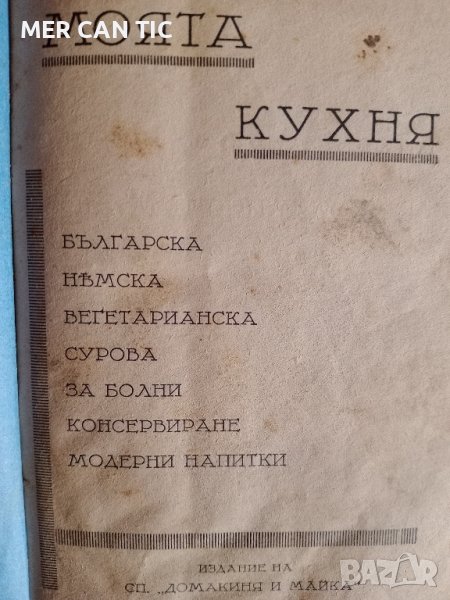 MER CAN TIC
МОЯТА
КУХНЯ
БЪЛГАРСКА
НѢМСКА
ВЕГЕТАРИАНСКА
СУРОВА
ЗА БОЛНИ
КОНСЕРВИРАНЕ
МОДЕРНИ НАПИТКИ
ИЗДАНИЕ НА
СП. „ДОМАКИНЯ И МАЙКА“
BAZAR